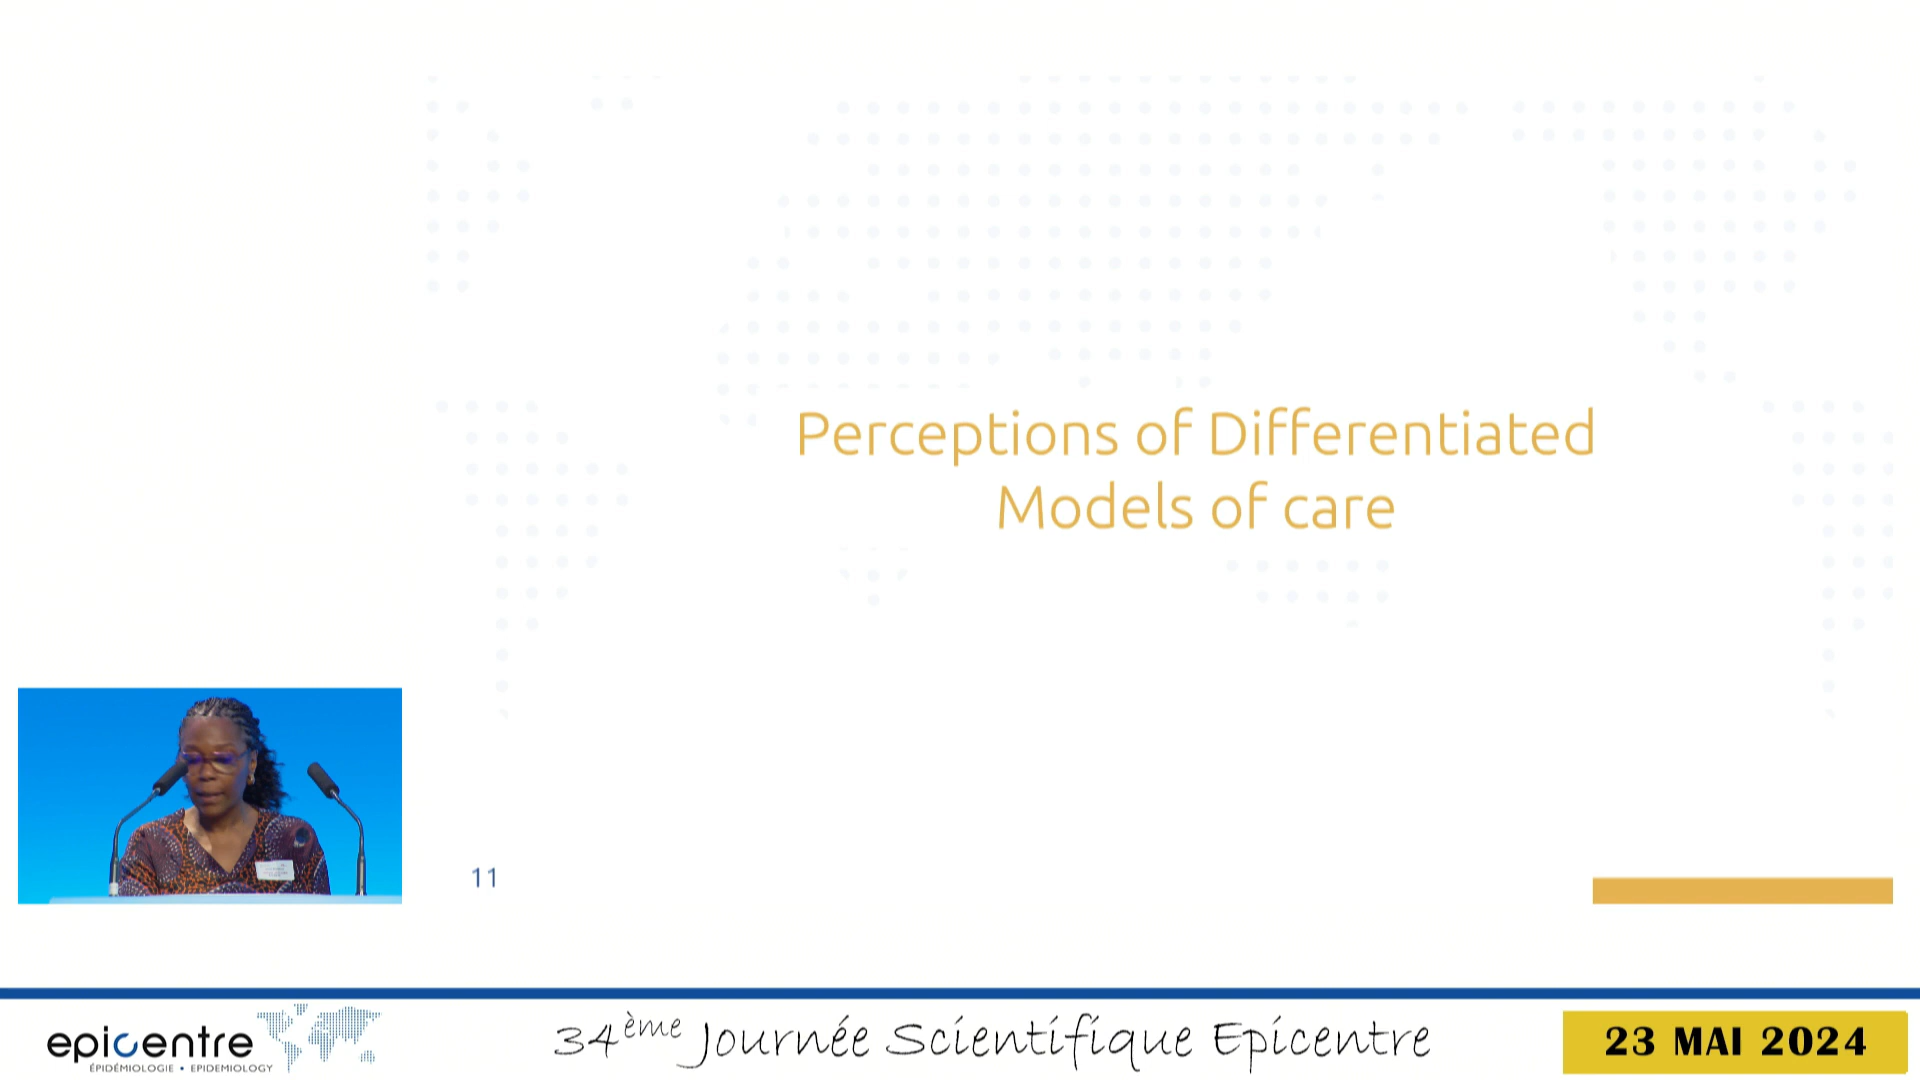 Perceptions of Differentiated
Models of care
11
epicentre
ÉPIDÉMIOLOGIE • EPIDEMIOLOGY
34ème Journée Scientifique Epicentre
23 MAI 2024